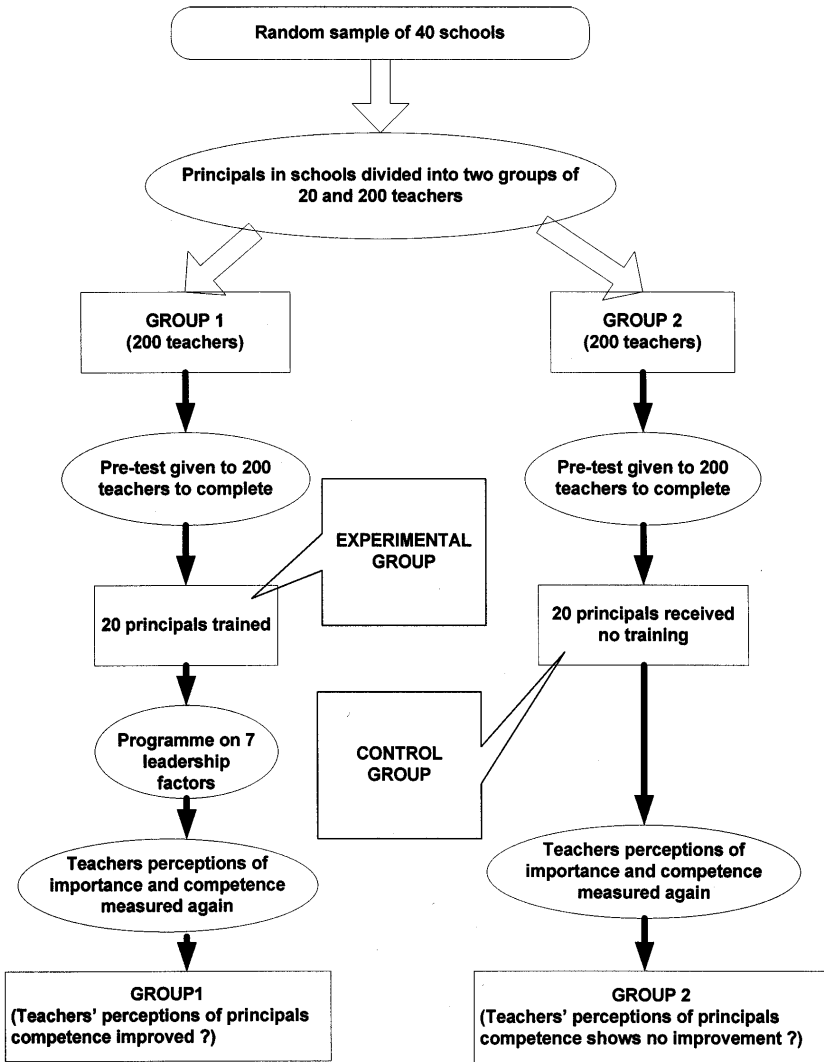 Random sample of 40 schools
Principals in schools divided into two groups of
20 and 200 teachers
GROUP 1
(200 teachers)
GROUP 2
(200 teachers)
Pre-test given to 200
teachers to complete
Pre-test given to 200
teachers to complete
EXPERIMENTAL
GROUP
20 principals trained
20 principals received
no training
Programme on 7
leadership
factors
CONTROL
GROUP
Teachers perceptions of
importance and competence
measured again
Teachers perceptions of
importance and competence
measured again
GROUP1
(Teachers' perceptions of principals
competence improved ?)
GROUP 2
(Teachers' perceptions of principals
competence shows no improvement ?)